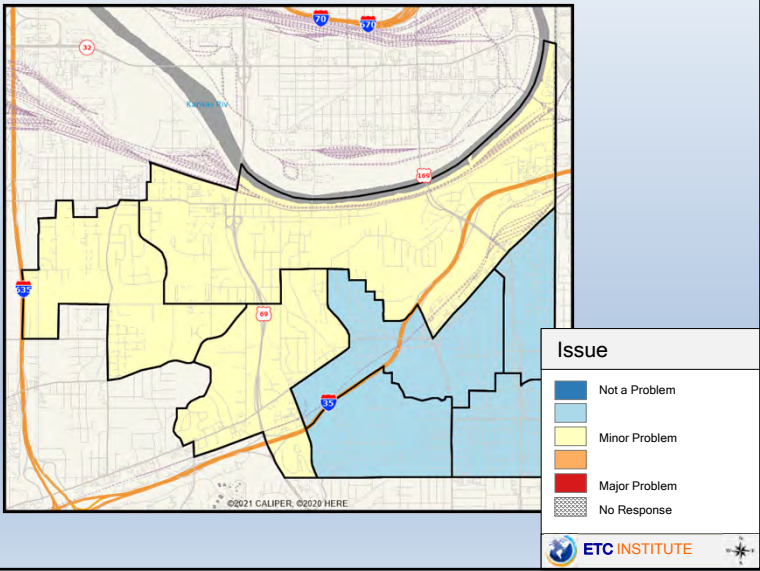 70
670
32
Kansas Riv
169
635
69
35
©2021 CALIPER, ©2020 HERE
Issue
Not a Problem
Minor Problem
Major Problem
No Response
ETC INSTITUTE